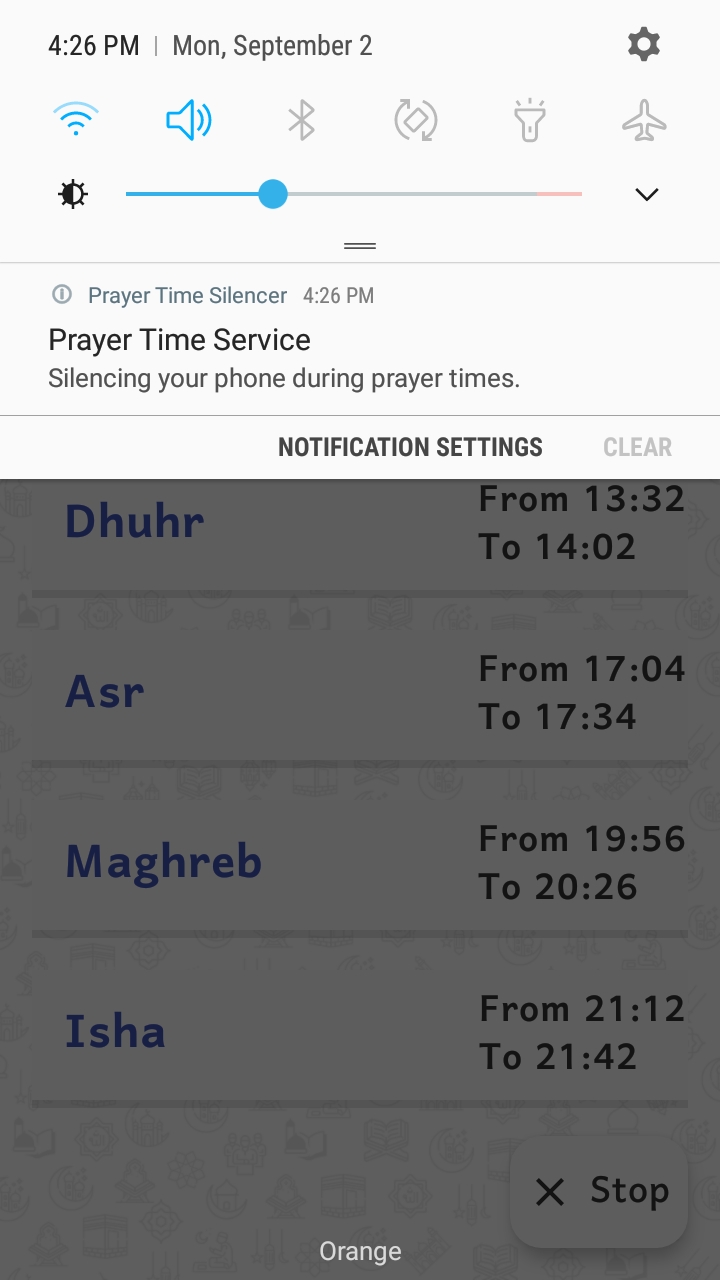 4:26 PM | Mon, September 2
Prayer Time Silencer 4:26 PM
Prayer Time Service
Silencing your phone during prayer times.
NOTIFICATION SETTINGS CLEAR
Dhuhr
From 13:32
To 14:02
Asr
From 17:04
To 17:34
Maghreb
From 19:56
To 20:26
Isha
From 21:12
To 21:42
Stop
Orange